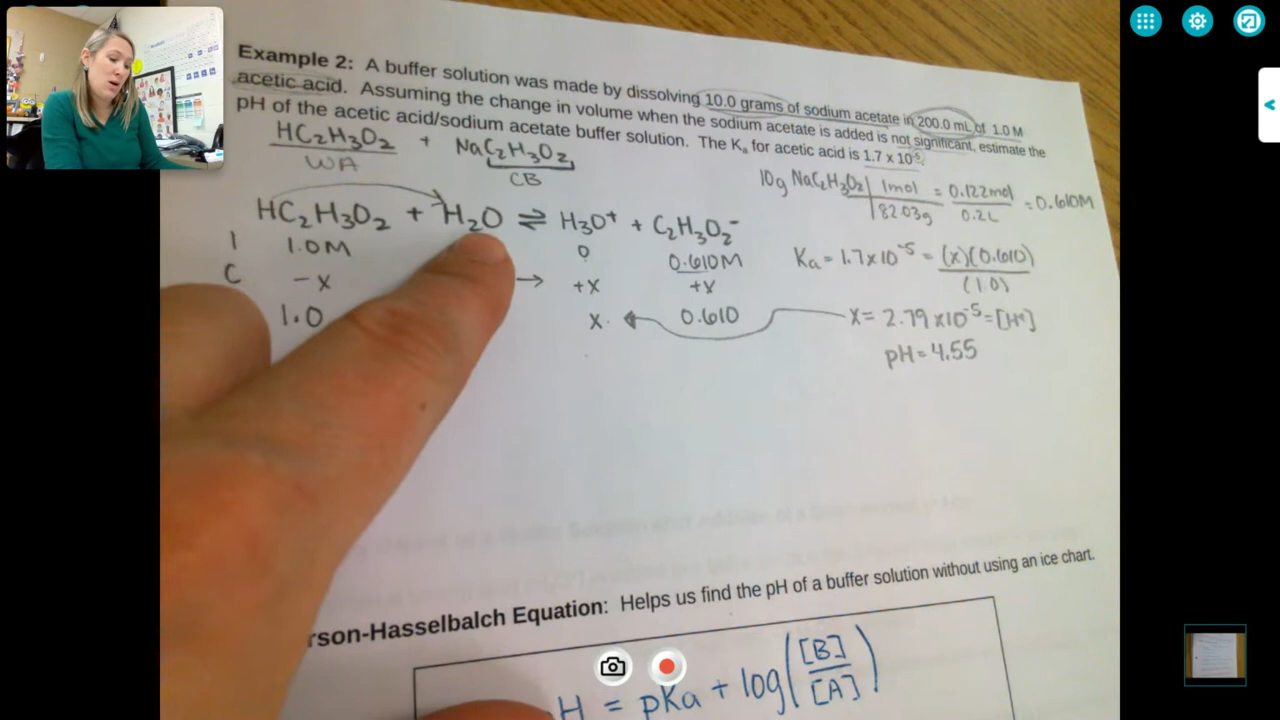 Example 2: A buffer solution was made by dissolving 10.0 grams of sodium acetate in 200.0 mL of 1.0 M
acetic acid. Assuming the change in volume when the sodium acetate is added is not significant, estimate the
pH of the acetic acid/sodium acetate buffer solution. The Ka for acetic acid is 1.7 x 10⁻⁵.
HC₂H₃O₂ + NaC₂H₃O₂
WA CB
10g NaC₂H₃O₂ | 1mol = 0.122mol = 0.610M
82.03g 0.2L
HC₂H₃O₂ + H₂O ⇌ H₃O⁺ + C₂H₃O₂⁻
I 1.0M 0 0.610M
C -x → +x +x
1.0 x 0.610
Ka = 1.7x10⁻⁵ = (x)(0.610)
(1.0)
x = 2.79x10⁻⁵ = [H⁺]
pH = 4.55
rson-Hasselbalch Equation: Helps us find the pH of a buffer solution without using an ice chart.
H = pKa + log([B]/[A])